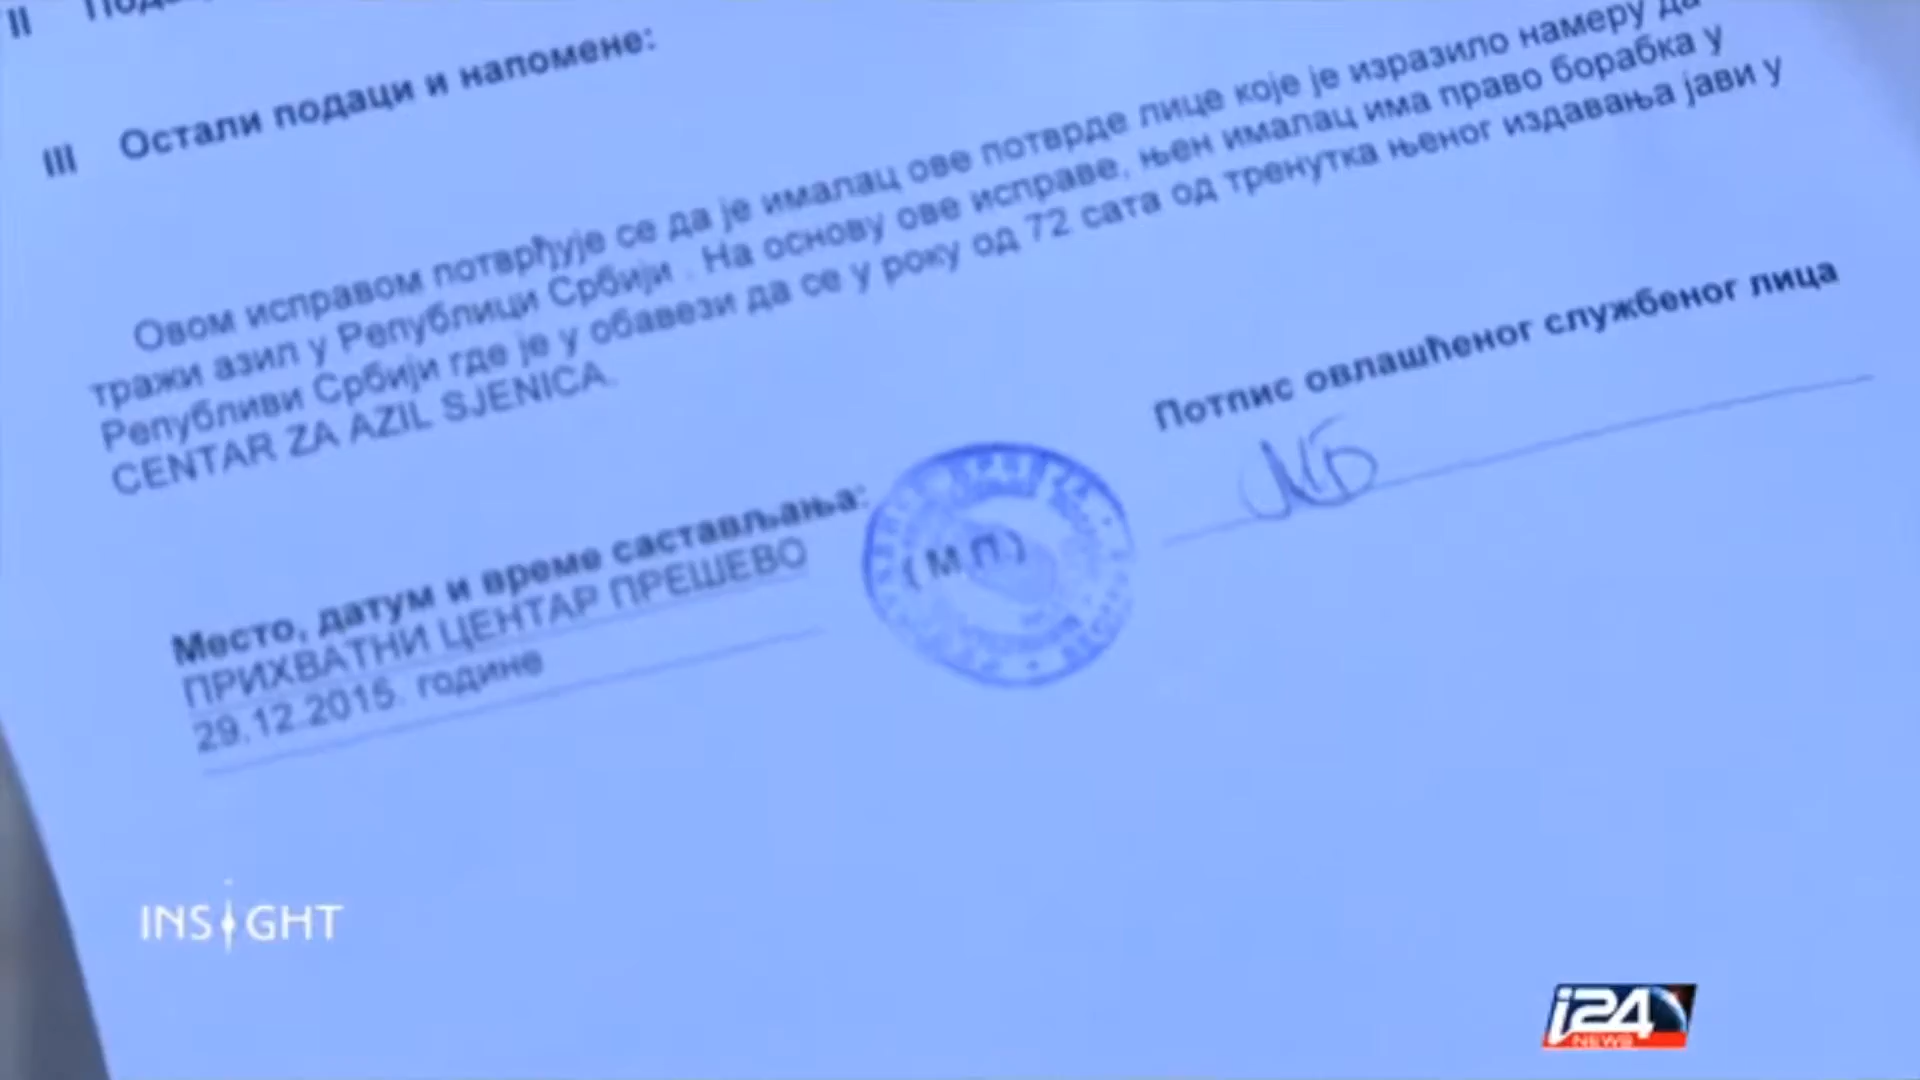 II
III Остали подаци и напомене:
Овом исправом потврђује се да је ималац ове потврде лице које је изразило намеру да
тражи азил у Републици Србији . На основу ове исправе, њен ималац има право борабка у
Републиви Србији где је у обавези да се у року од 72 сата од тренутка њеног издавања јави у
CENTAR ZA AZIL SJENICA.
Потпис овлашћеног службеног лица
Место, датум и време састављања:
ПРИХВАТНИ ЦЕНТАР ПРЕШЕВО
29.12.2015. године
( М.П.)
INSIGHT
i24
NEWS